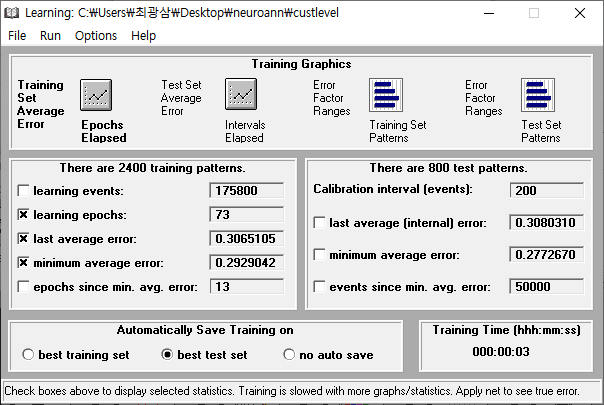 Learning: C:₩Users₩최광삼₩Desktop₩neuroann₩custlevel
File Run Options Help
Training Graphics
Training Set Average Error
Epochs Elapsed
Test Set Average Error
Intervals Elapsed
Error Factor Ranges
Training Set Patterns
Error Factor Ranges
Test Set Patterns
There are 2400 training patterns.
learning events: 175800
learning epochs: 73
last average error: 0.3065105
minimum average error: 0.2929042
epochs since min. avg. error: 13
There are 800 test patterns.
Calibration interval (events): 200
last average (internal) error: 0.3080310
minimum average error: 0.2772670
events since min. avg. error: 50000
Automatically Save Training on
best training set best test set no auto save
Training Time (hhh:mm:ss)
000:00:03
Check boxes above to display selected statistics. Training is slowed with more graphs/statistics. Apply net to see true error.